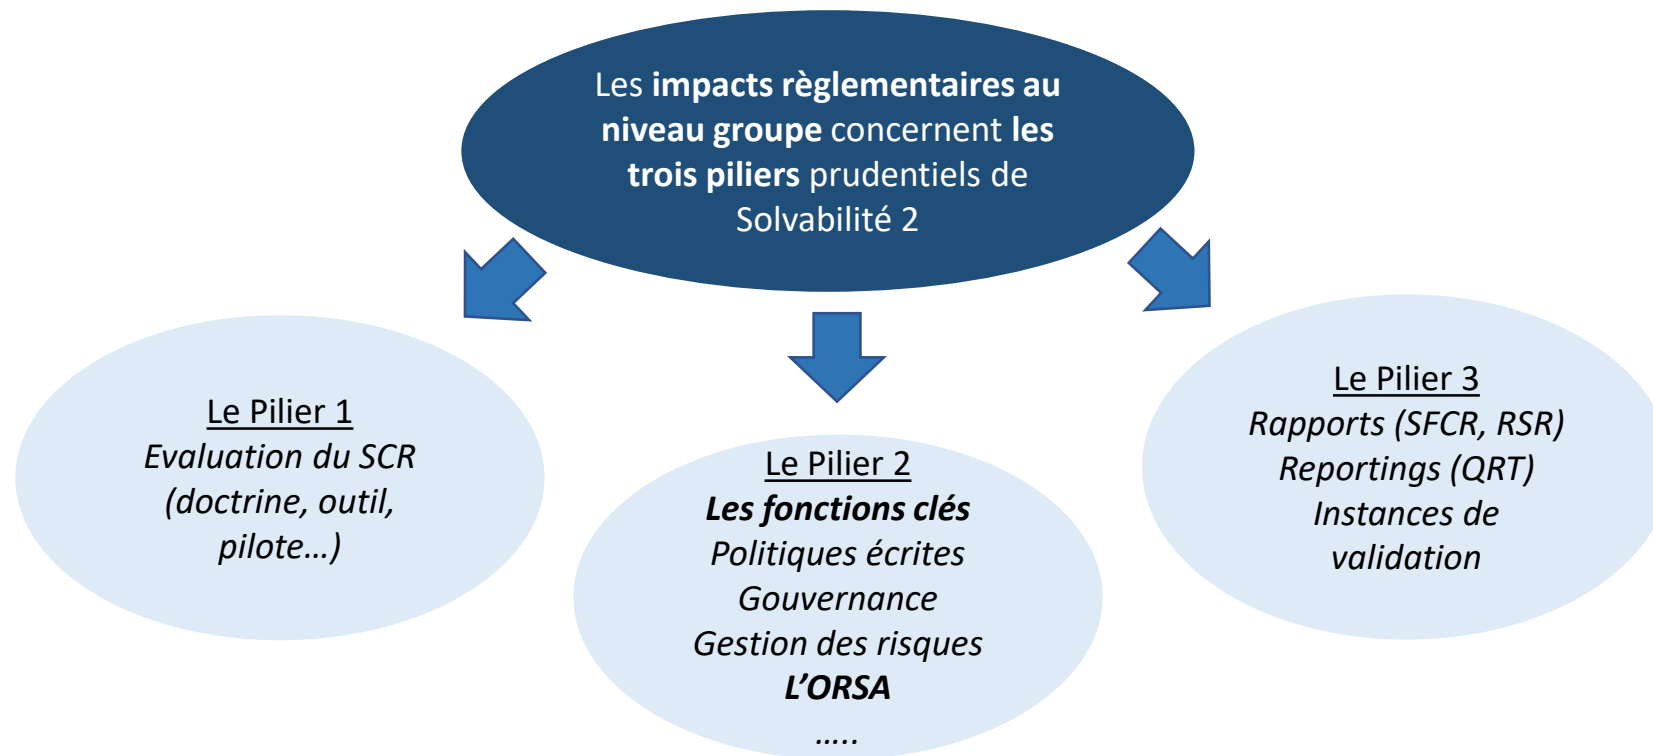 Les impacts règlementaires au
niveau groupe concernent les
trois piliers prudentiels de
Solvabilité 2
Le Pilier 1
Evaluation du SCR
(doctrine, outil,
pilote…)
Le Pilier 2
Les fonctions clés
Politiques écrites
Gouvernance
Gestion des risques
L’ORSA
…..
Le Pilier 3
Rapports (SFCR, RSR)
Reportings (QRT)
Instances de
validation